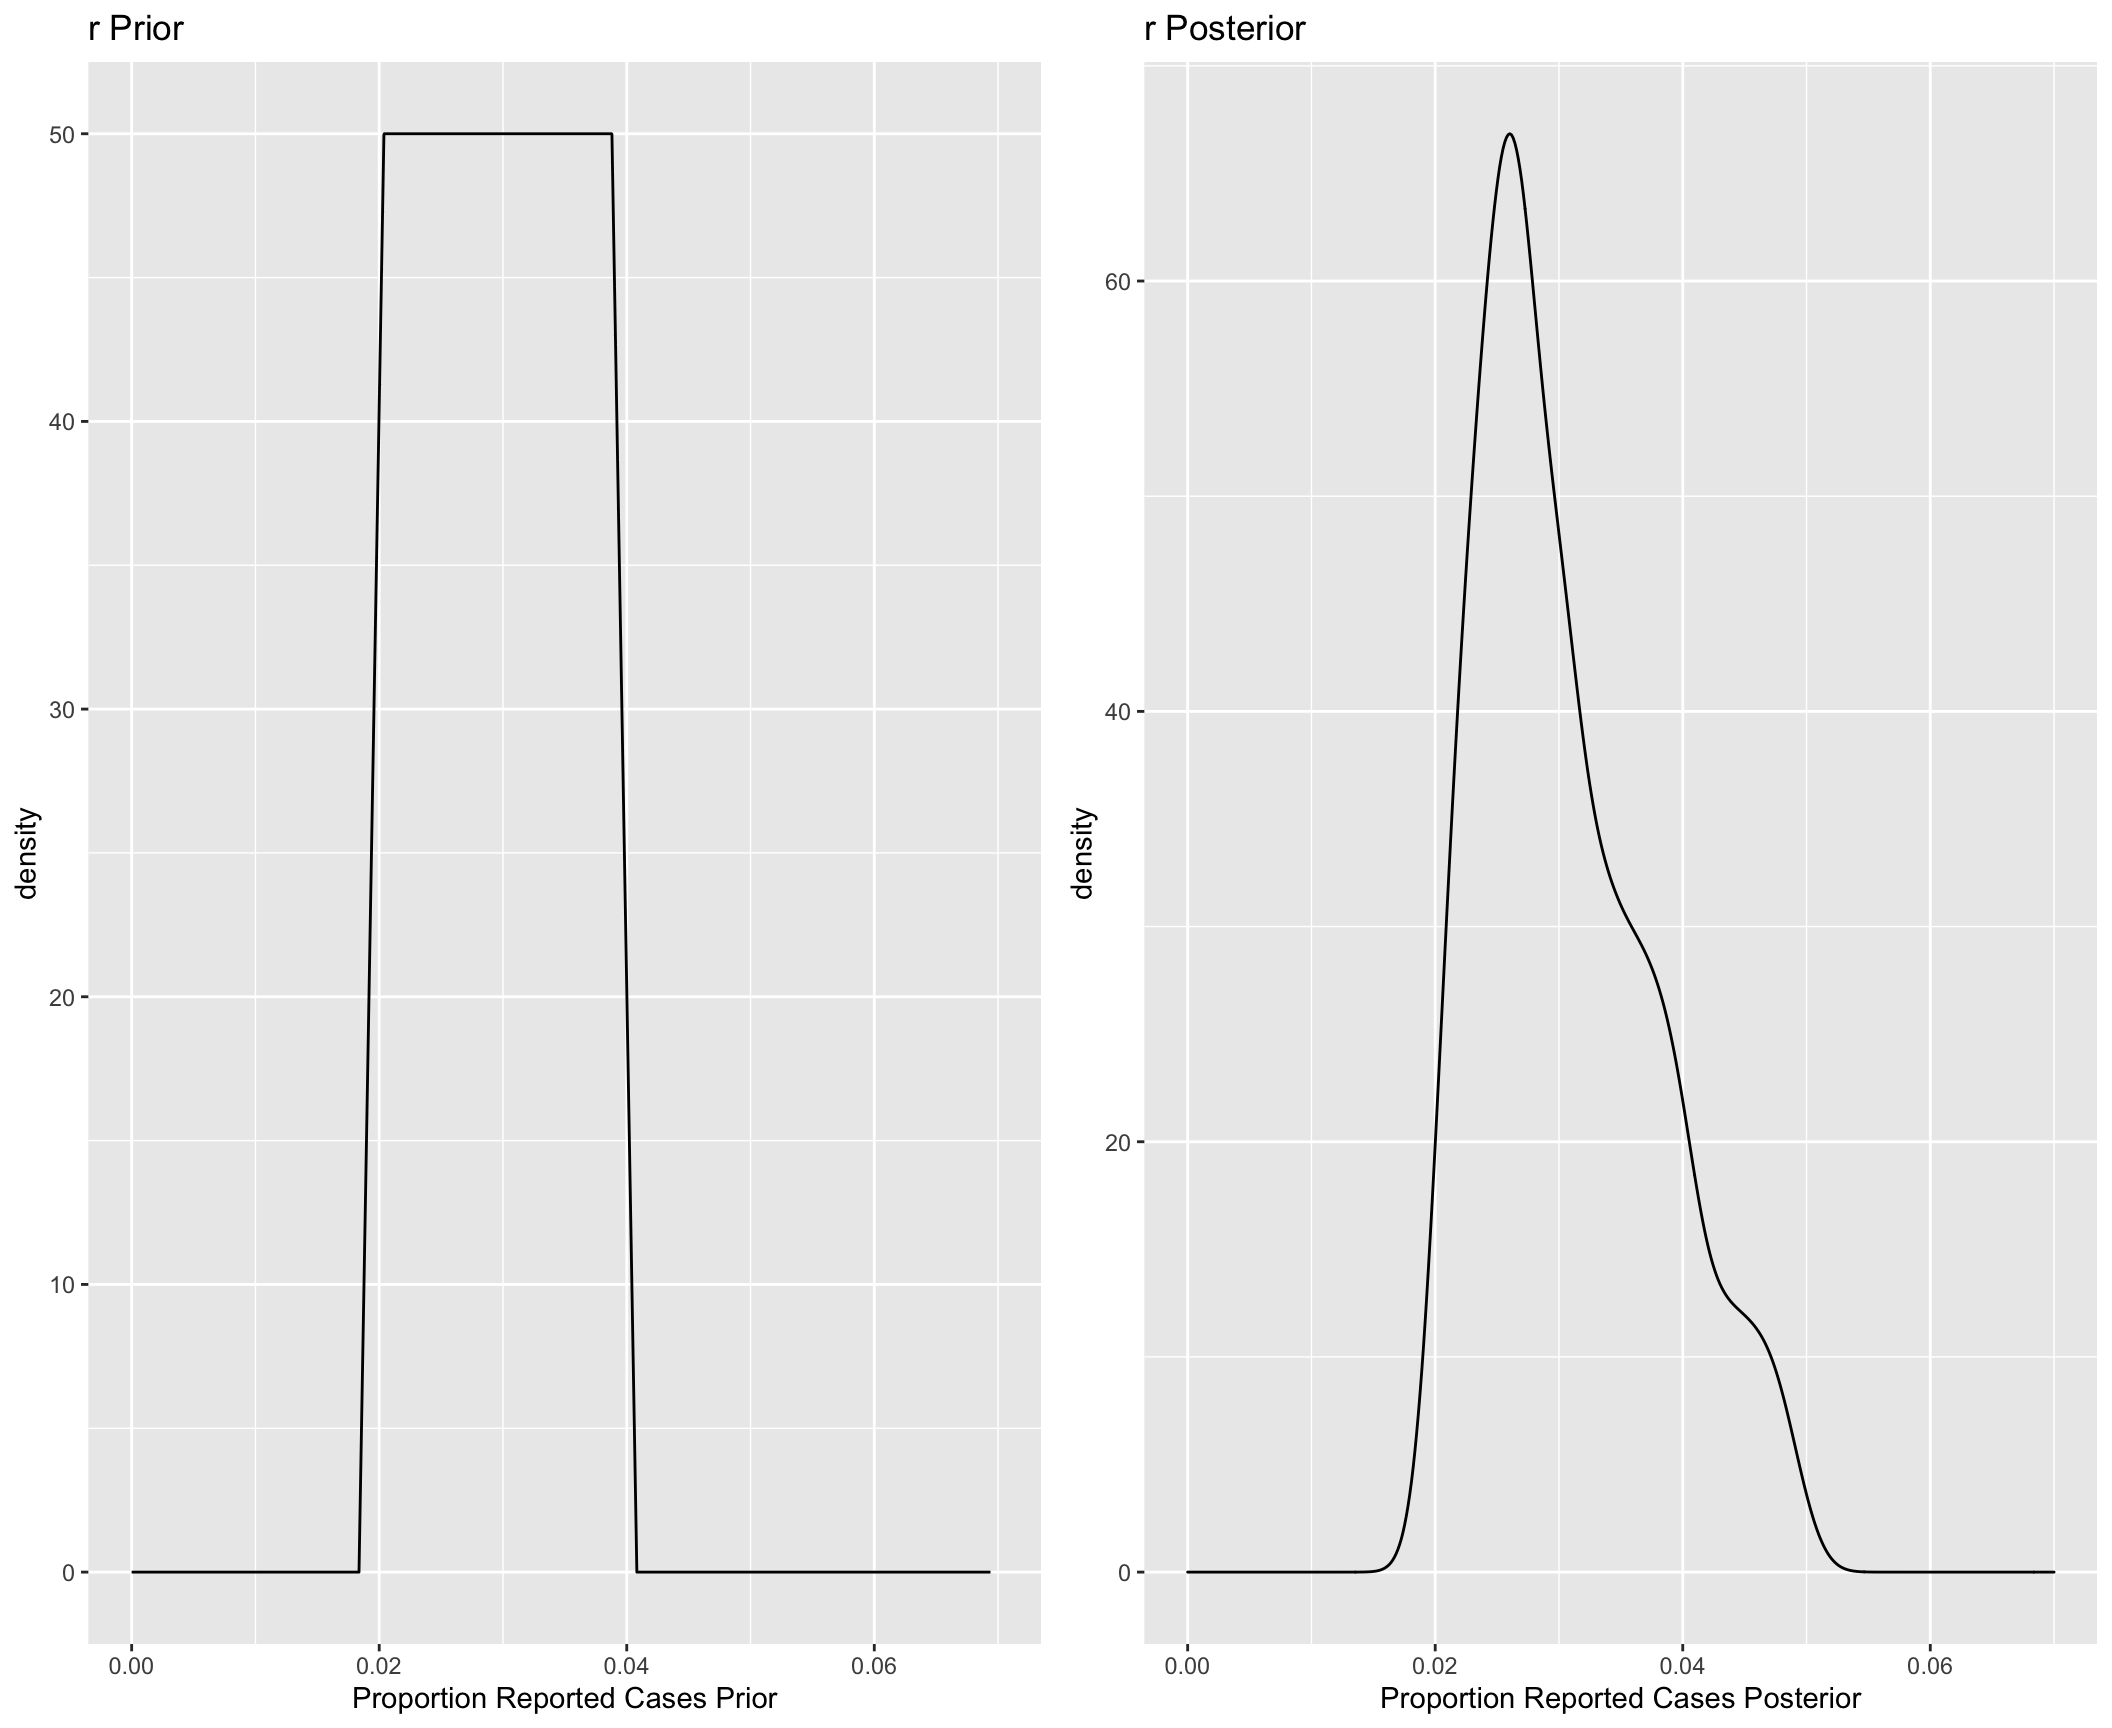 r Prior
density
50
40
30
20
10
0
0.00 0.02 0.04 0.06
Proportion Reported Cases Prior
r Posterior
density
60
40
20
0
0.00 0.02 0.04 0.06
Proportion Reported Cases Posterior